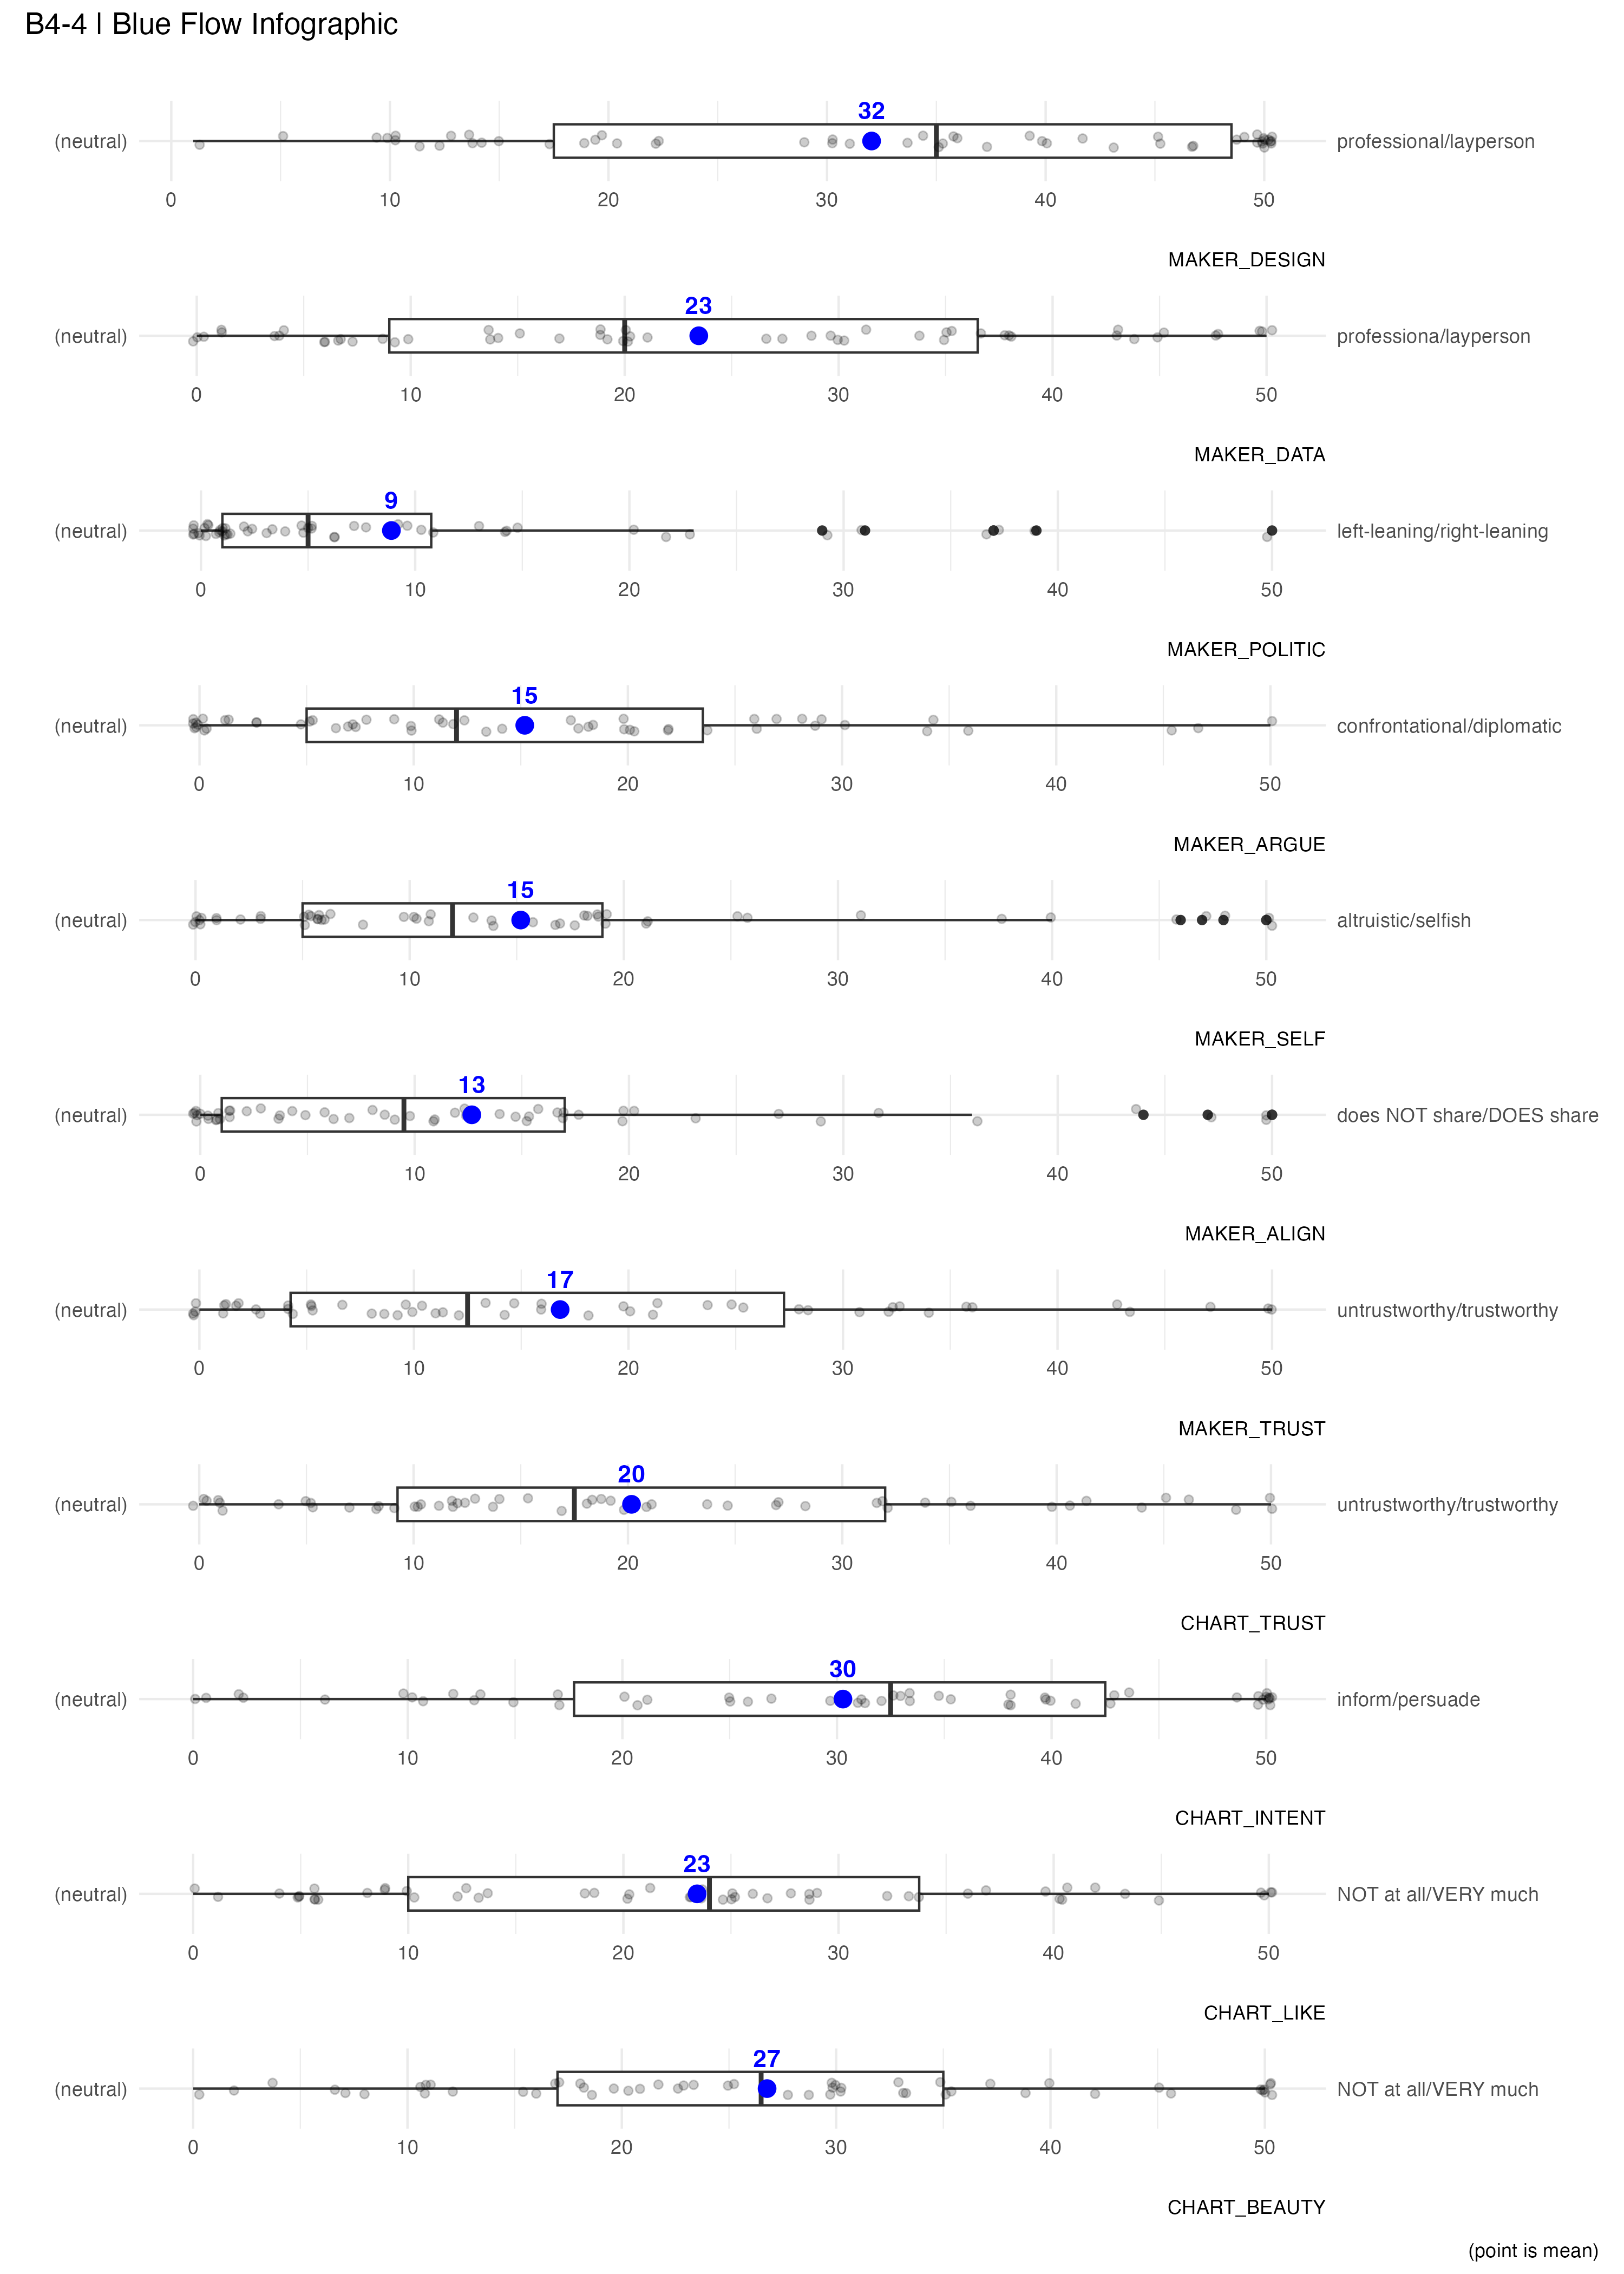 B4-4 | Blue Flow Infographic
32
(neutral) professional/layperson
0 10 20 30 40 50
MAKER_DESIGN
23
(neutral) professiona/layperson
0 10 20 30 40 50
MAKER_DATA
9
(neutral) left-leaning/right-leaning
0 10 20 30 40 50
MAKER_POLITIC
15
(neutral) confrontational/diplomatic
0 10 20 30 40 50
MAKER_ARGUE
15
(neutral) altruistic/selfish
0 10 20 30 40 50
MAKER_SELF
13
(neutral) does NOT share/DOES share
0 10 20 30 40 50
MAKER_ALIGN
17
(neutral) untrustworthy/trustworthy
0 10 20 30 40 50
MAKER_TRUST
20
(neutral) untrustworthy/trustworthy
0 10 20 30 40 50
CHART_TRUST
30
(neutral) inform/persuade
0 10 20 30 40 50
CHART_INTENT
23
(neutral) NOT at all/VERY much
0 10 20 30 40 50
CHART_LIKE
27
(neutral) NOT at all/VERY much
0 10 20 30 40 50
CHART_BEAUTY
(point is mean)